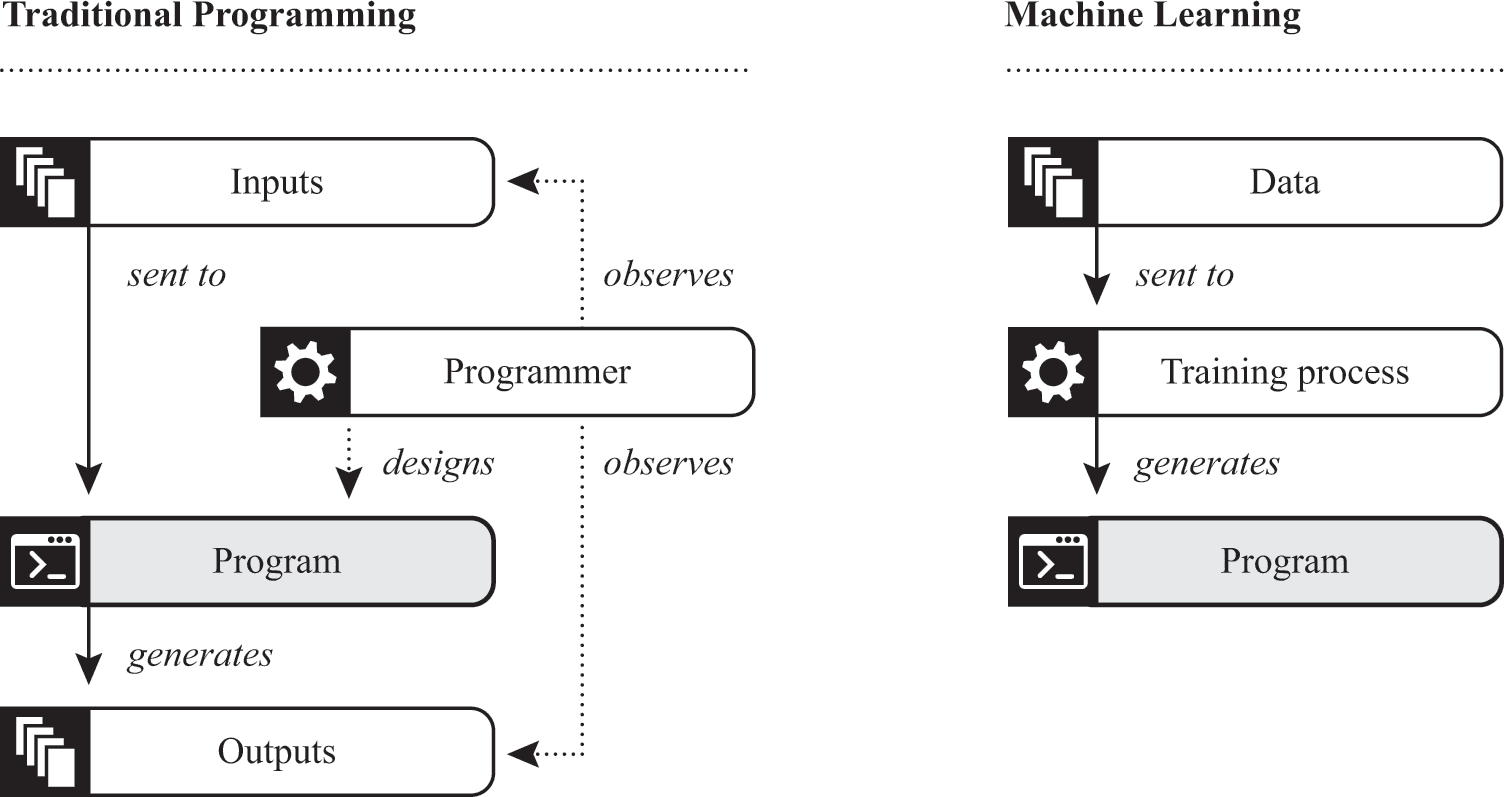 Traditional Programming
Inputs
sent to
observes
Programmer
designs
observes
Program
generates
Outputs
Machine Learning
Data
sent to
Training process
generates
Program